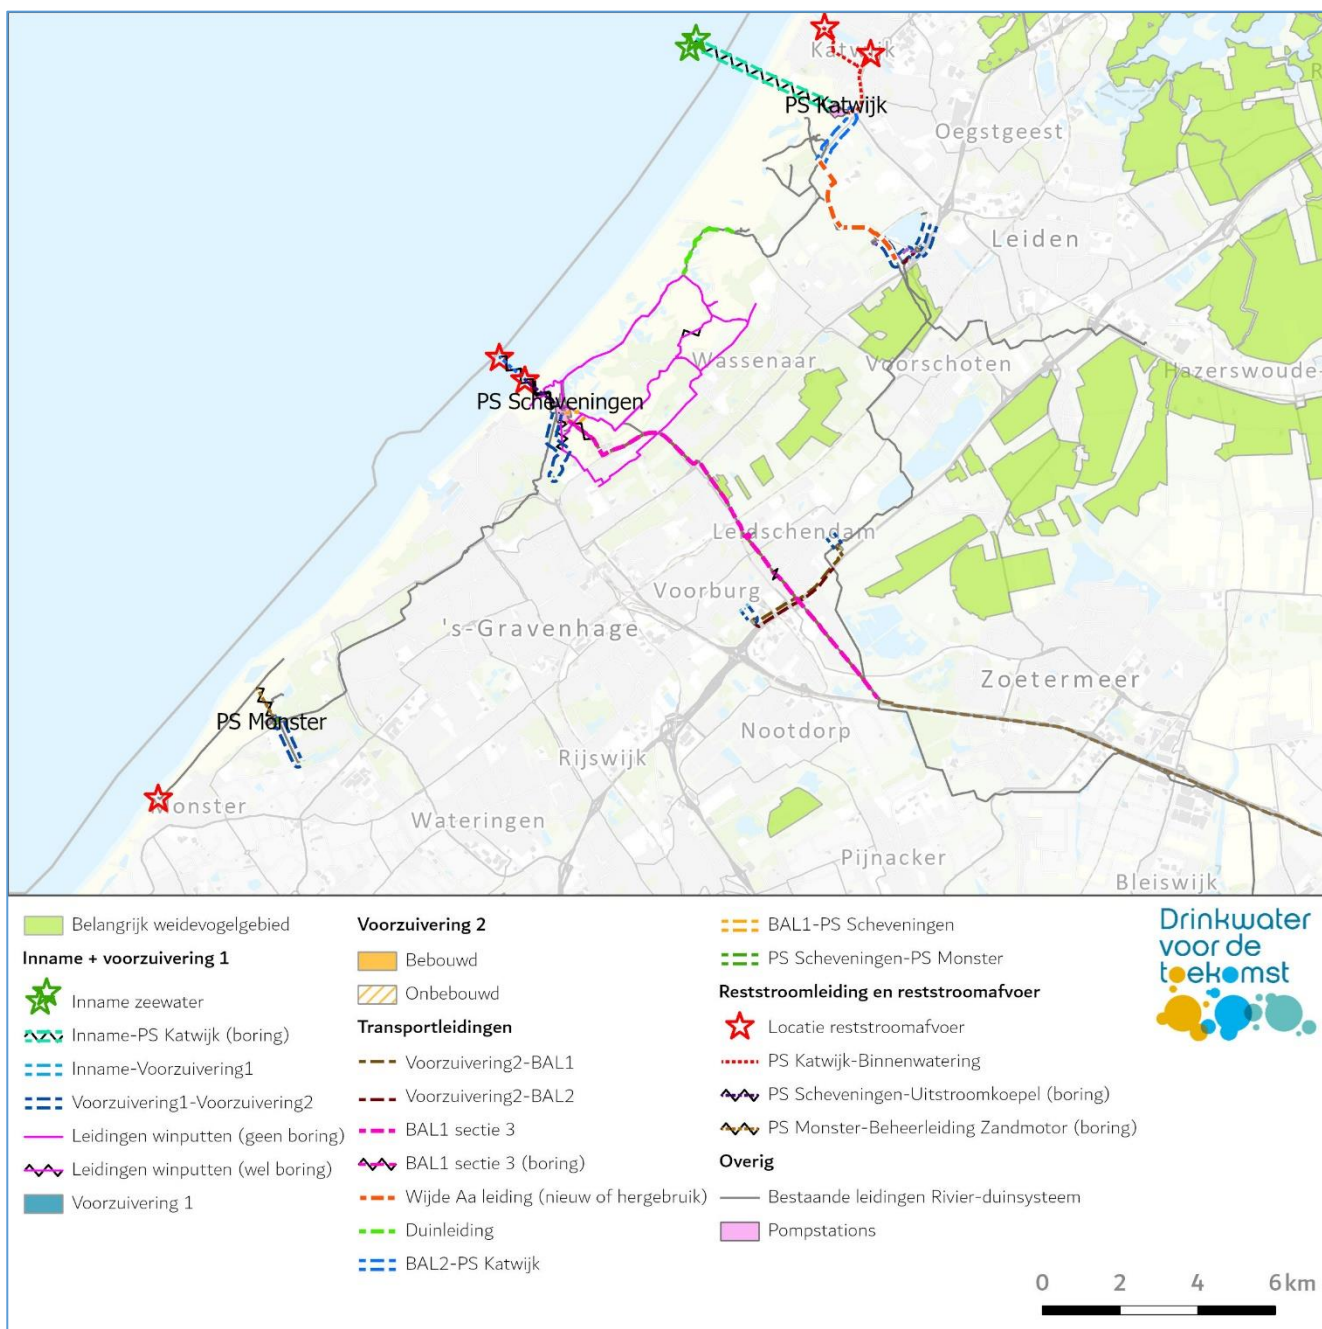 Katwijk
PS Katwijk
Oegstgeest
Leiden
Wassenaar
Voorschoten
Hazerswoude-
PS Scheveningen
Leidschendam
Voorburg
's-Gravenhage
Zoetermeer
PS Monster
Nootdorp
Rijswijk
Monster
Wateringen
Pijnacker
Bleiswijk
Belangrijk weidevogelgebied
Inname + voorzuivering 1
Inname zeewater
Inname-PS Katwijk (boring)
Inname-Voorzuivering1
Voorzuivering1-Voorzuivering2
Leidingen winputten (geen boring)
Leidingen winputten (wel boring)
Voorzuivering 1
Voorzuivering 2
Bebouwd
Onbebouwd
Transportleidingen
Voorzuivering2-BAL1
Voorzuivering2-BAL2
BAL1 sectie 3
BAL1 sectie 3 (boring)
Wijde Aa leiding (nieuw of hergebruik)
Duinleiding
BAL2-PS Katwijk
BAL1-PS Scheveningen
PS Scheveningen-PS Monster
Reststroomleiding en reststroomafvoer
Locatie reststroomafvoer
PS Katwijk-Binnenwatering
PS Scheveningen-Uitstroomkoepel (boring)
PS Monster-Beheerleiding Zandmotor (boring)
Overig
Bestaande leidingen Rivier-duinsysteem
Pompstations
Drinkwater
voor de
toekomst
0 2 4 6 km